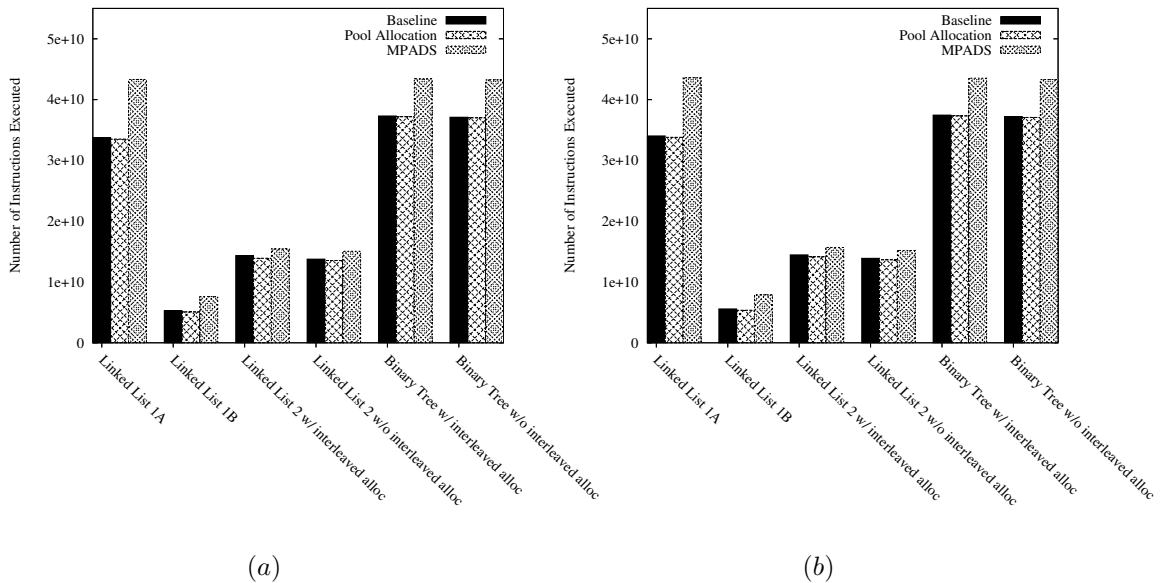 Number of Instructions Executed
5e+10
4e+10
3e+10
2e+10
1e+10
0
Baseline
Pool Allocation
MPADS
Linked List 1A
Linked List 1B
Linked List 2 w/ interleaved alloc
Linked List 2 w/o interleaved alloc
Binary Tree w/ interleaved alloc
Binary Tree w/o interleaved alloc
(a)
Number of Instructions Executed
5e+10
4e+10
3e+10
2e+10
1e+10
0
Baseline
Pool Allocation
MPADS
Linked List 1A
Linked List 1B
Linked List 2 w/ interleaved alloc
Linked List 2 w/o interleaved alloc
Binary Tree w/ interleaved alloc
Binary Tree w/o interleaved alloc
(b)